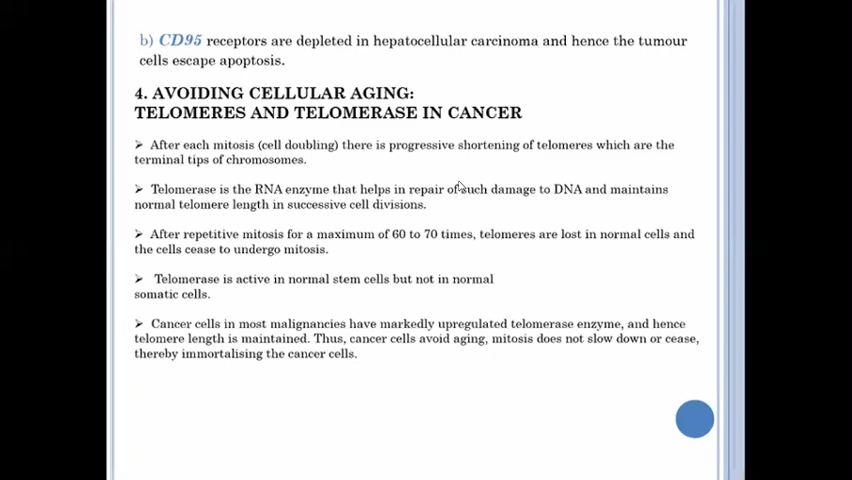 b) CD95 receptors are depleted in hepatocellular carcinoma and hence the tumour
cells escape apoptosis.
4. AVOIDING CELLULAR AGING:
TELOMERES AND TELOMERASE IN CANCER
➢ After each mitosis (cell doubling) there is progressive shortening of telomeres which are the
terminal tips of chromosomes.
➢ Telomerase is the RNA enzyme that helps in repair of such damage to DNA and maintains
normal telomere length in successive cell divisions.
➢ After repetitive mitosis for a maximum of 60 to 70 times, telomeres are lost in normal cells and
the cells cease to undergo mitosis.
➢ Telomerase is active in normal stem cells but not in normal
somatic cells.
➢ Cancer cells in most malignancies have markedly upregulated telomerase enzyme, and hence
telomere length is maintained. Thus, cancer cells avoid aging, mitosis does not slow down or cease,
thereby immortalising the cancer cells.